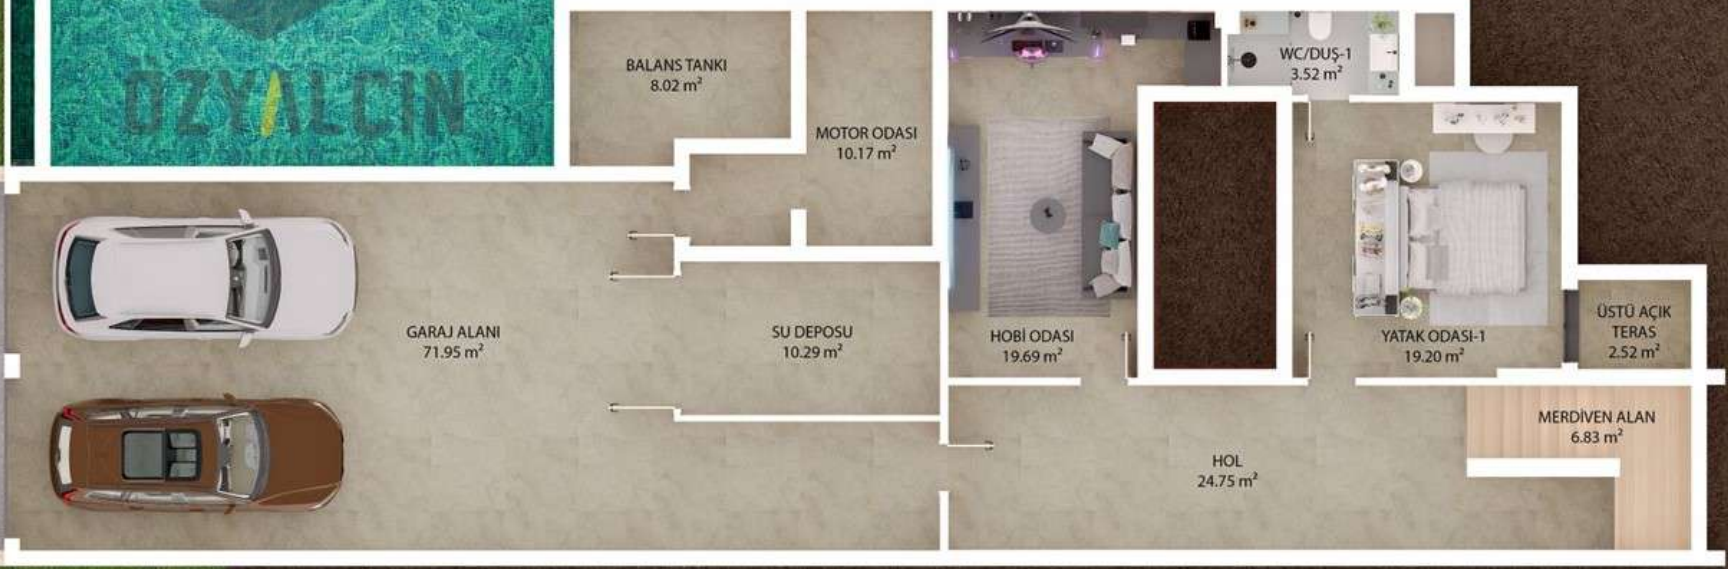 ÖZYALÇIN
BALANS TANKI
8.02 m²
MOTOR ODASI
10.17 m²
WC/DUŞ-1
3.52 m²
GARAJ ALANI
71.95 m²
SU DEPOSU
10.29 m²
HOBİ ODASI
19.69 m²
YATAK ODASI-1
19.20 m²
ÜSTÜ AÇIK
TERAS
2.52 m²
MERDİVEN ALAN
6.83 m²
HOL
24.75 m²